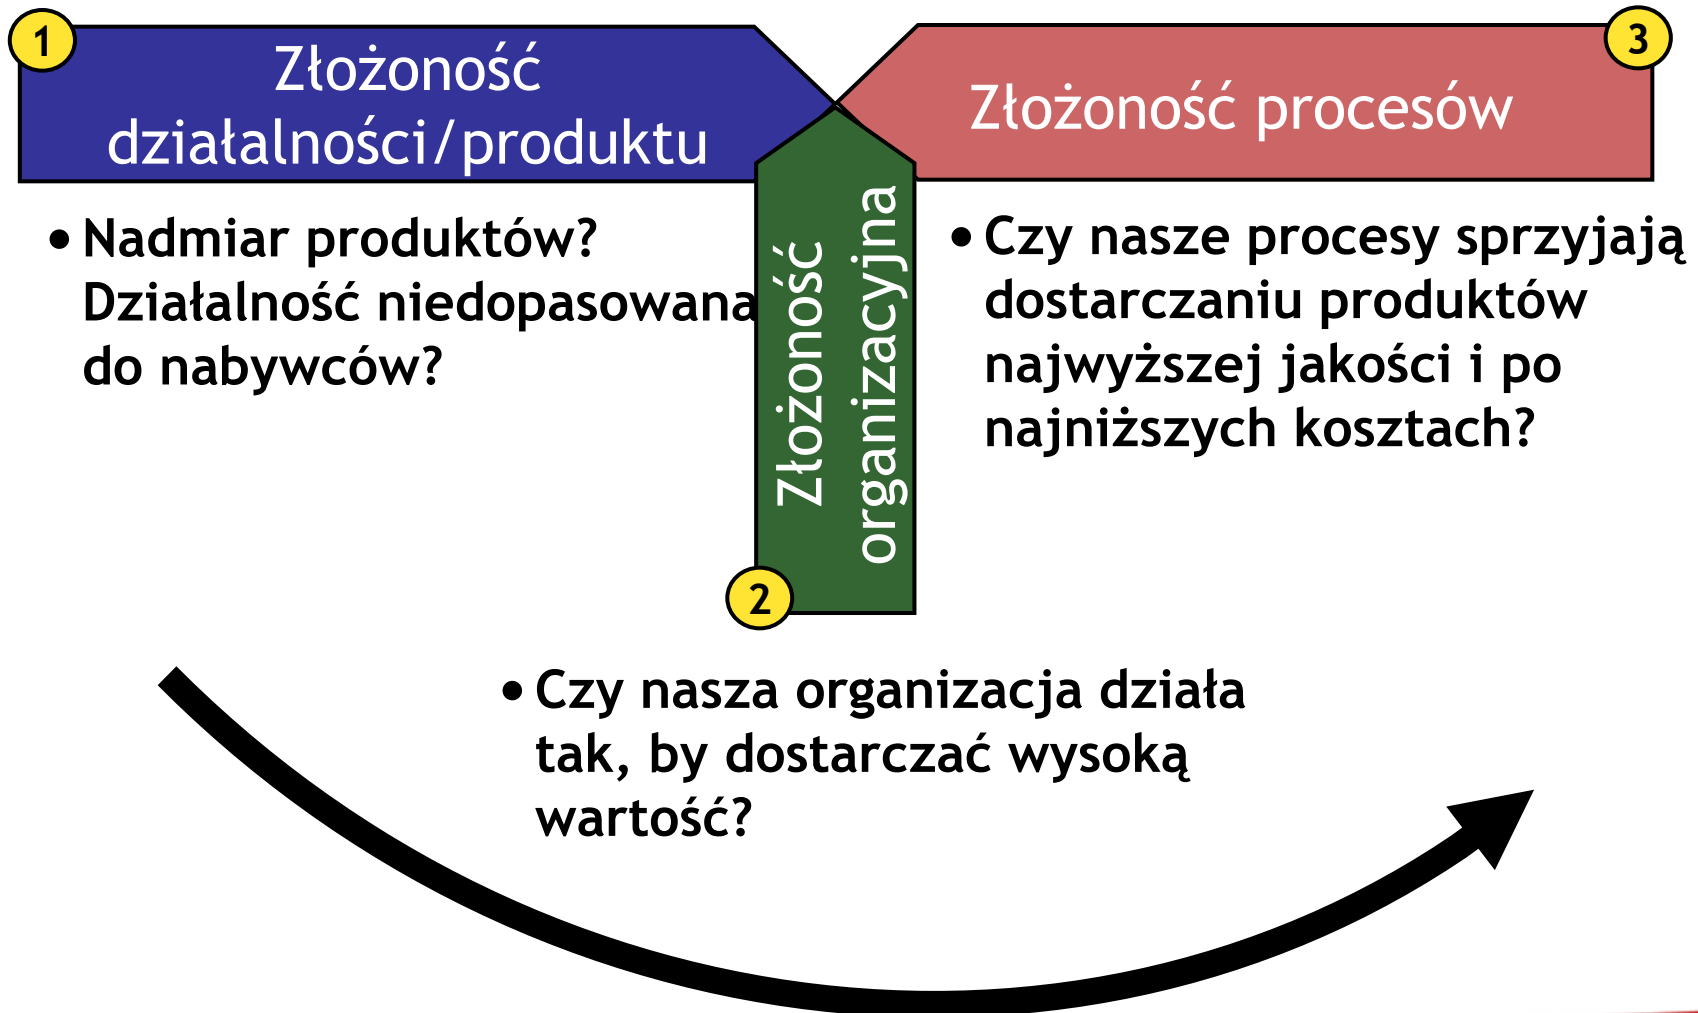 1
Złożoność
działalności/produktu
• Nadmiar produktów?
Działalność niedopasowana
do nabywców?
2
Złożoność
organizacyjna
• Czy nasza organizacja działa
tak, by dostarczać wysoką
wartość?
3
Złożoność procesów
• Czy nasze procesy sprzyjają
dostarczaniu produktów
najwyższej jakości i po
najniższych kosztach?